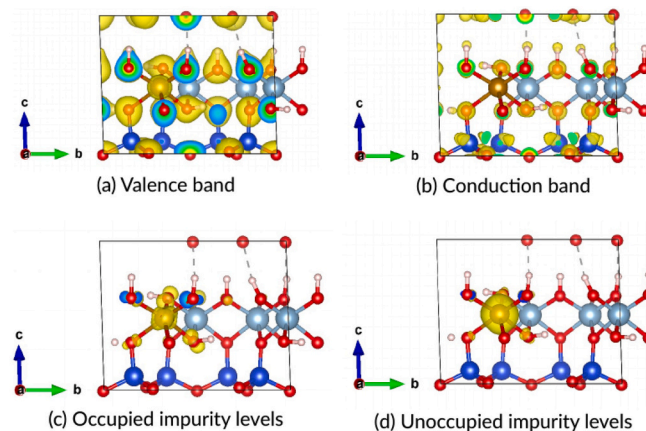 c
a
b
(a) Valence band
c
a
b
(b) Conduction band
c
a
b
(c) Occupied impurity levels
c
a
b
(d) Unoccupied impurity levels